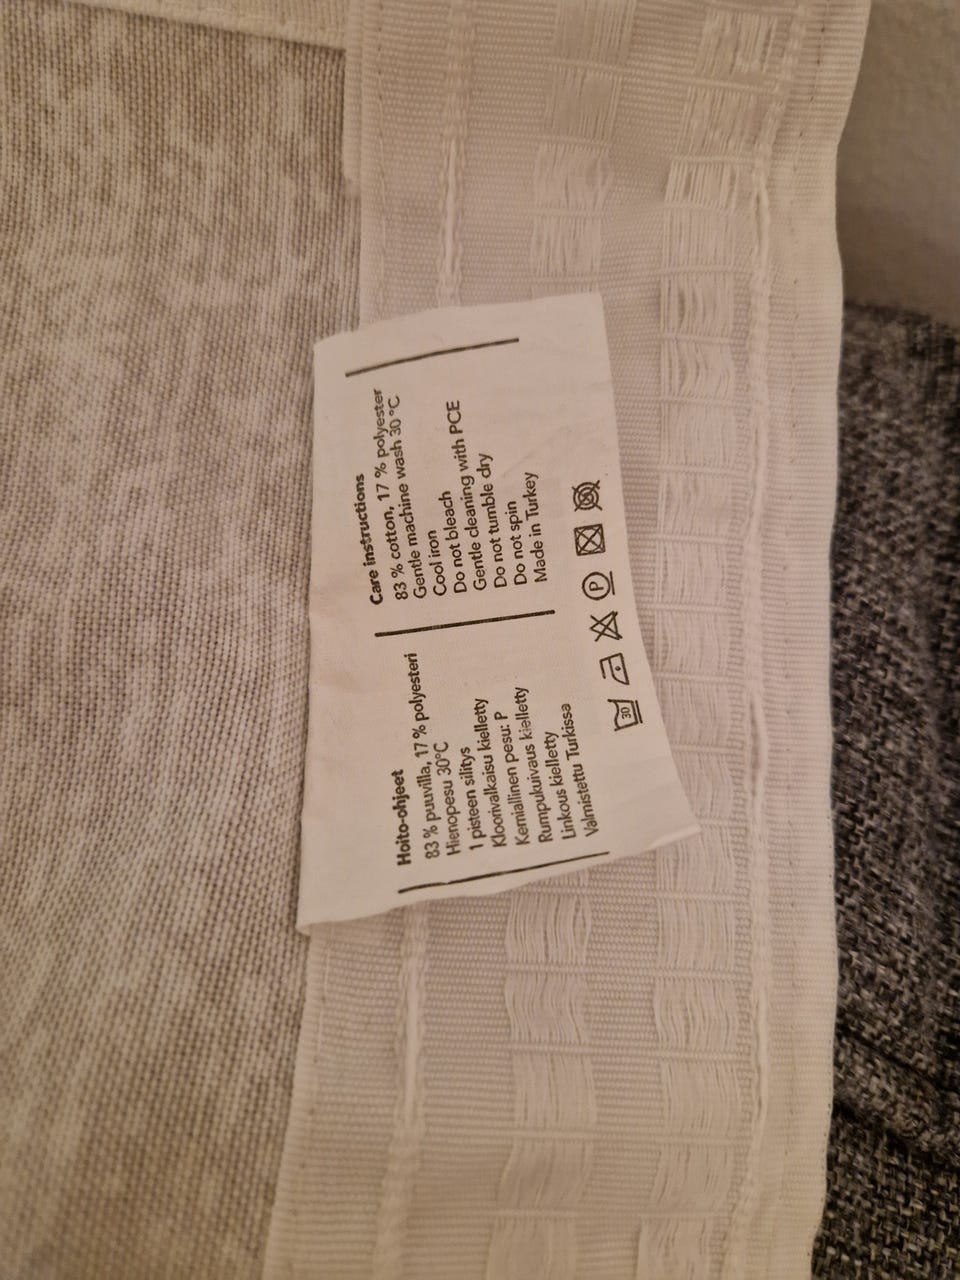 Hoito-ohjeet
83 % puuvilla, 17 % polyesteri
Hienopesu 30°C
1 pisteen silitys
Kloorivalkaisu kielletty
Kemiallinen pesu: P
Rumpukuivaus kielletty
Linkous kielletty
Valmistettu Turkissa
Care instructions
83 % cotton, 17 % polyester
Gentle machine wash 30 °C
Cool iron
Do not bleach
Gentle cleaning with PCE
Do not tumble dry
Do not spin
Made in Turkey
30 P